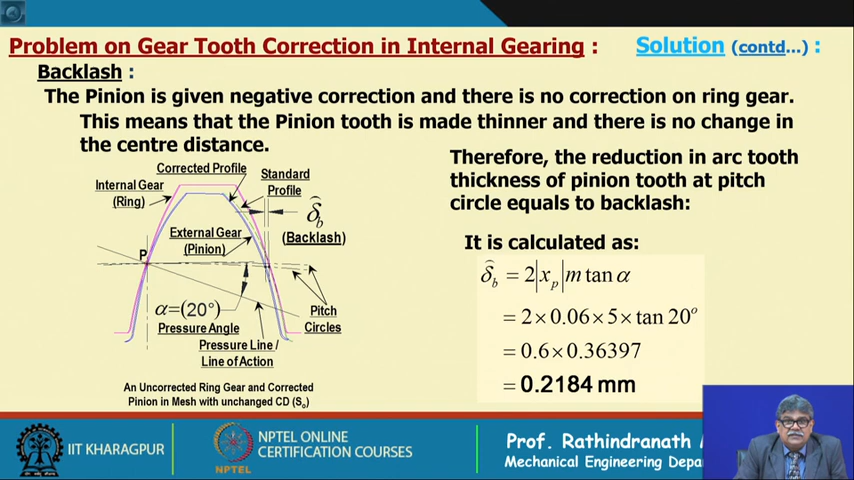 Problem on Gear Tooth Correction in Internal Gearing : Solution (contd...) :
Backlash :
The Pinion is given negative correction and there is no correction on ring gear.
This means that the Pinion tooth is made thinner and there is no change in
the centre distance.
Corrected Profile
Standard
Profile
Internal Gear
(Ring)
δ̂b
(Backlash)
External Gear
(Pinion)
P
α=(20°)
Pressure Angle
Pitch
Circles
Pressure Line /
Line of Action
An Uncorrected Ring Gear and Corrected
Pinion in Mesh with unchanged CD (So)
Therefore, the reduction in arc tooth
thickness of pinion tooth at pitch
circle equals to backlash:
It is calculated as:
δ̂b = 2|xp| m tan α
= 2 × 0.06 × 5 × tan 20°
= 0.6 × 0.36397
= 0.2184 mm
IIT KHARAGPUR
NPTEL
NPTEL ONLINE
CERTIFICATION COURSES
Prof. Rathindranath
Mechanical Engineering